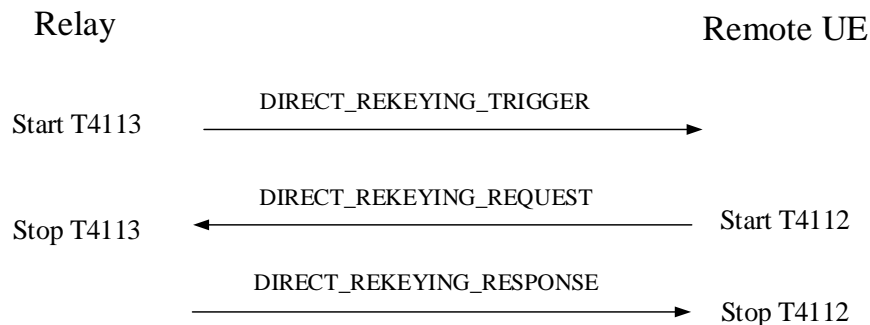 Relay
Remote UE
DIRECT_REKEYING_TRIGGER
Start T4113
DIRECT_REKEYING_REQUEST
Stop T4113
Start T4112
DIRECT_REKEYING_RESPONSE
Stop T4112